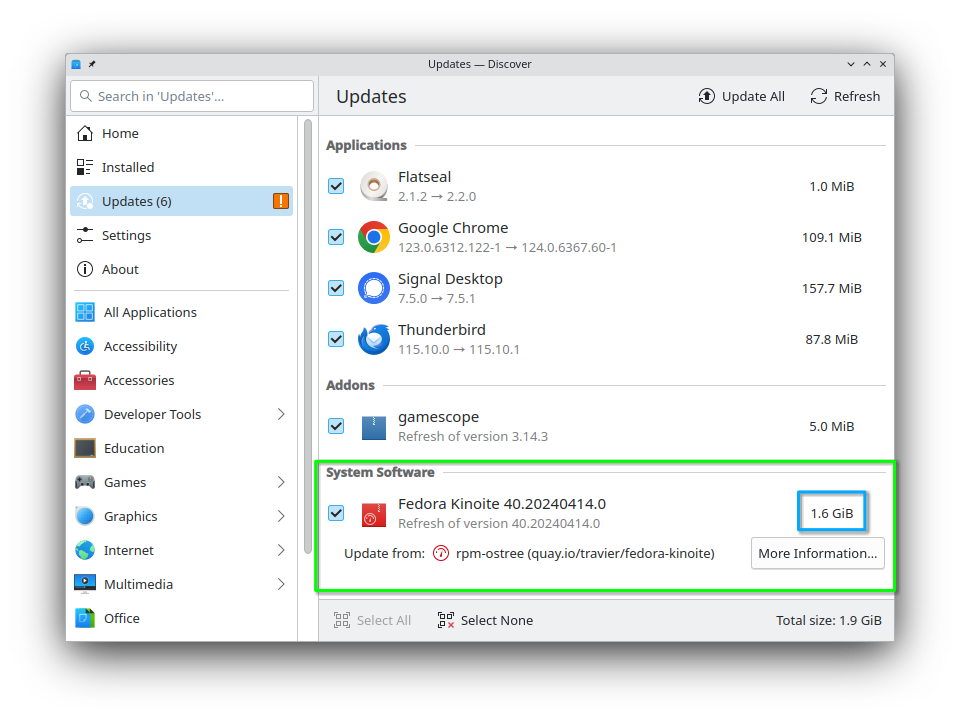 Updates — Discover
Search in 'Updates'...
Updates
Update All
Refresh
Home
Installed
Updates (6)
Settings
About
All Applications
Accessibility
Accessories
Developer Tools
Education
Games
Graphics
Internet
Multimedia
Office
Applications
Flatseal
2.1.2 → 2.2.0
1.0 MiB
Google Chrome
123.0.6312.122-1 → 124.0.6367.60-1
109.1 MiB
Signal Desktop
7.5.0 → 7.5.1
157.7 MiB
Thunderbird
115.10.0 → 115.10.1
87.8 MiB
Addons
gamescope
Refresh of version 3.14.3
5.0 MiB
System Software
Fedora Kinoite 40.20240414.0
Refresh of version 40.20240414.0
1.6 GiB
Update from: rpm-ostree (quay.io/travier/fedora-kinoite)
More Information...
Select All
Select None
Total size: 1.9 GiB